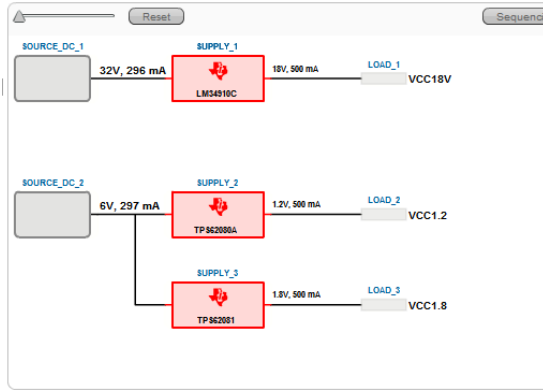 Reset
Sequenci
SOURCE_DC_1
SUPPLY_1
32V, 296 mA
LM34910C
18V, 500 mA
LOAD_1
VCC18V
SOURCE_DC_2
SUPPLY_2
6V, 297 mA
TPS62080A
1.2V, 500 mA
LOAD_2
VCC1.2
SUPPLY_3
TPS62081
1.8V, 500 mA
LOAD_3
VCC1.8